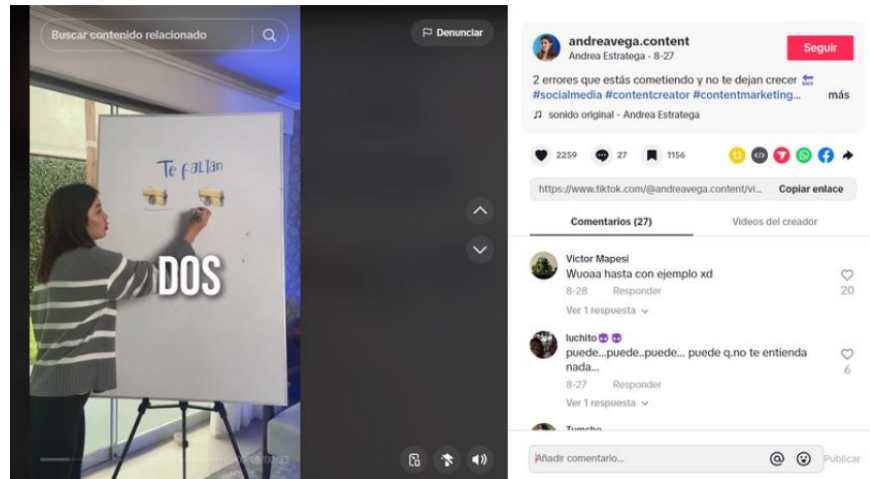 Buscar contenido relacionado
Denunciar
Te faltan
DOS
andreavega.content
Andrea Estratega · 8-27
Seguir
2 errores que estás cometiendo y no te dejan crecer
#socialmedia #contentcreator #contentmarketing...
más
sonido original - Andrea Estratega
2259
27
1156
https://www.tiktok.com/@andreavega.content/vi...
Copiar enlace
Comentarios (27)
Videos del creador
Victor Mapesi
Wuoaa hasta con ejemplo xd
8-28 Responder
20
Ver 1 respuesta
luchito
puede...puede..puede... puede q.no te entienda
nada...
8-27 Responder
6
Ver 1 respuesta
Añadir comentario...
Publicar